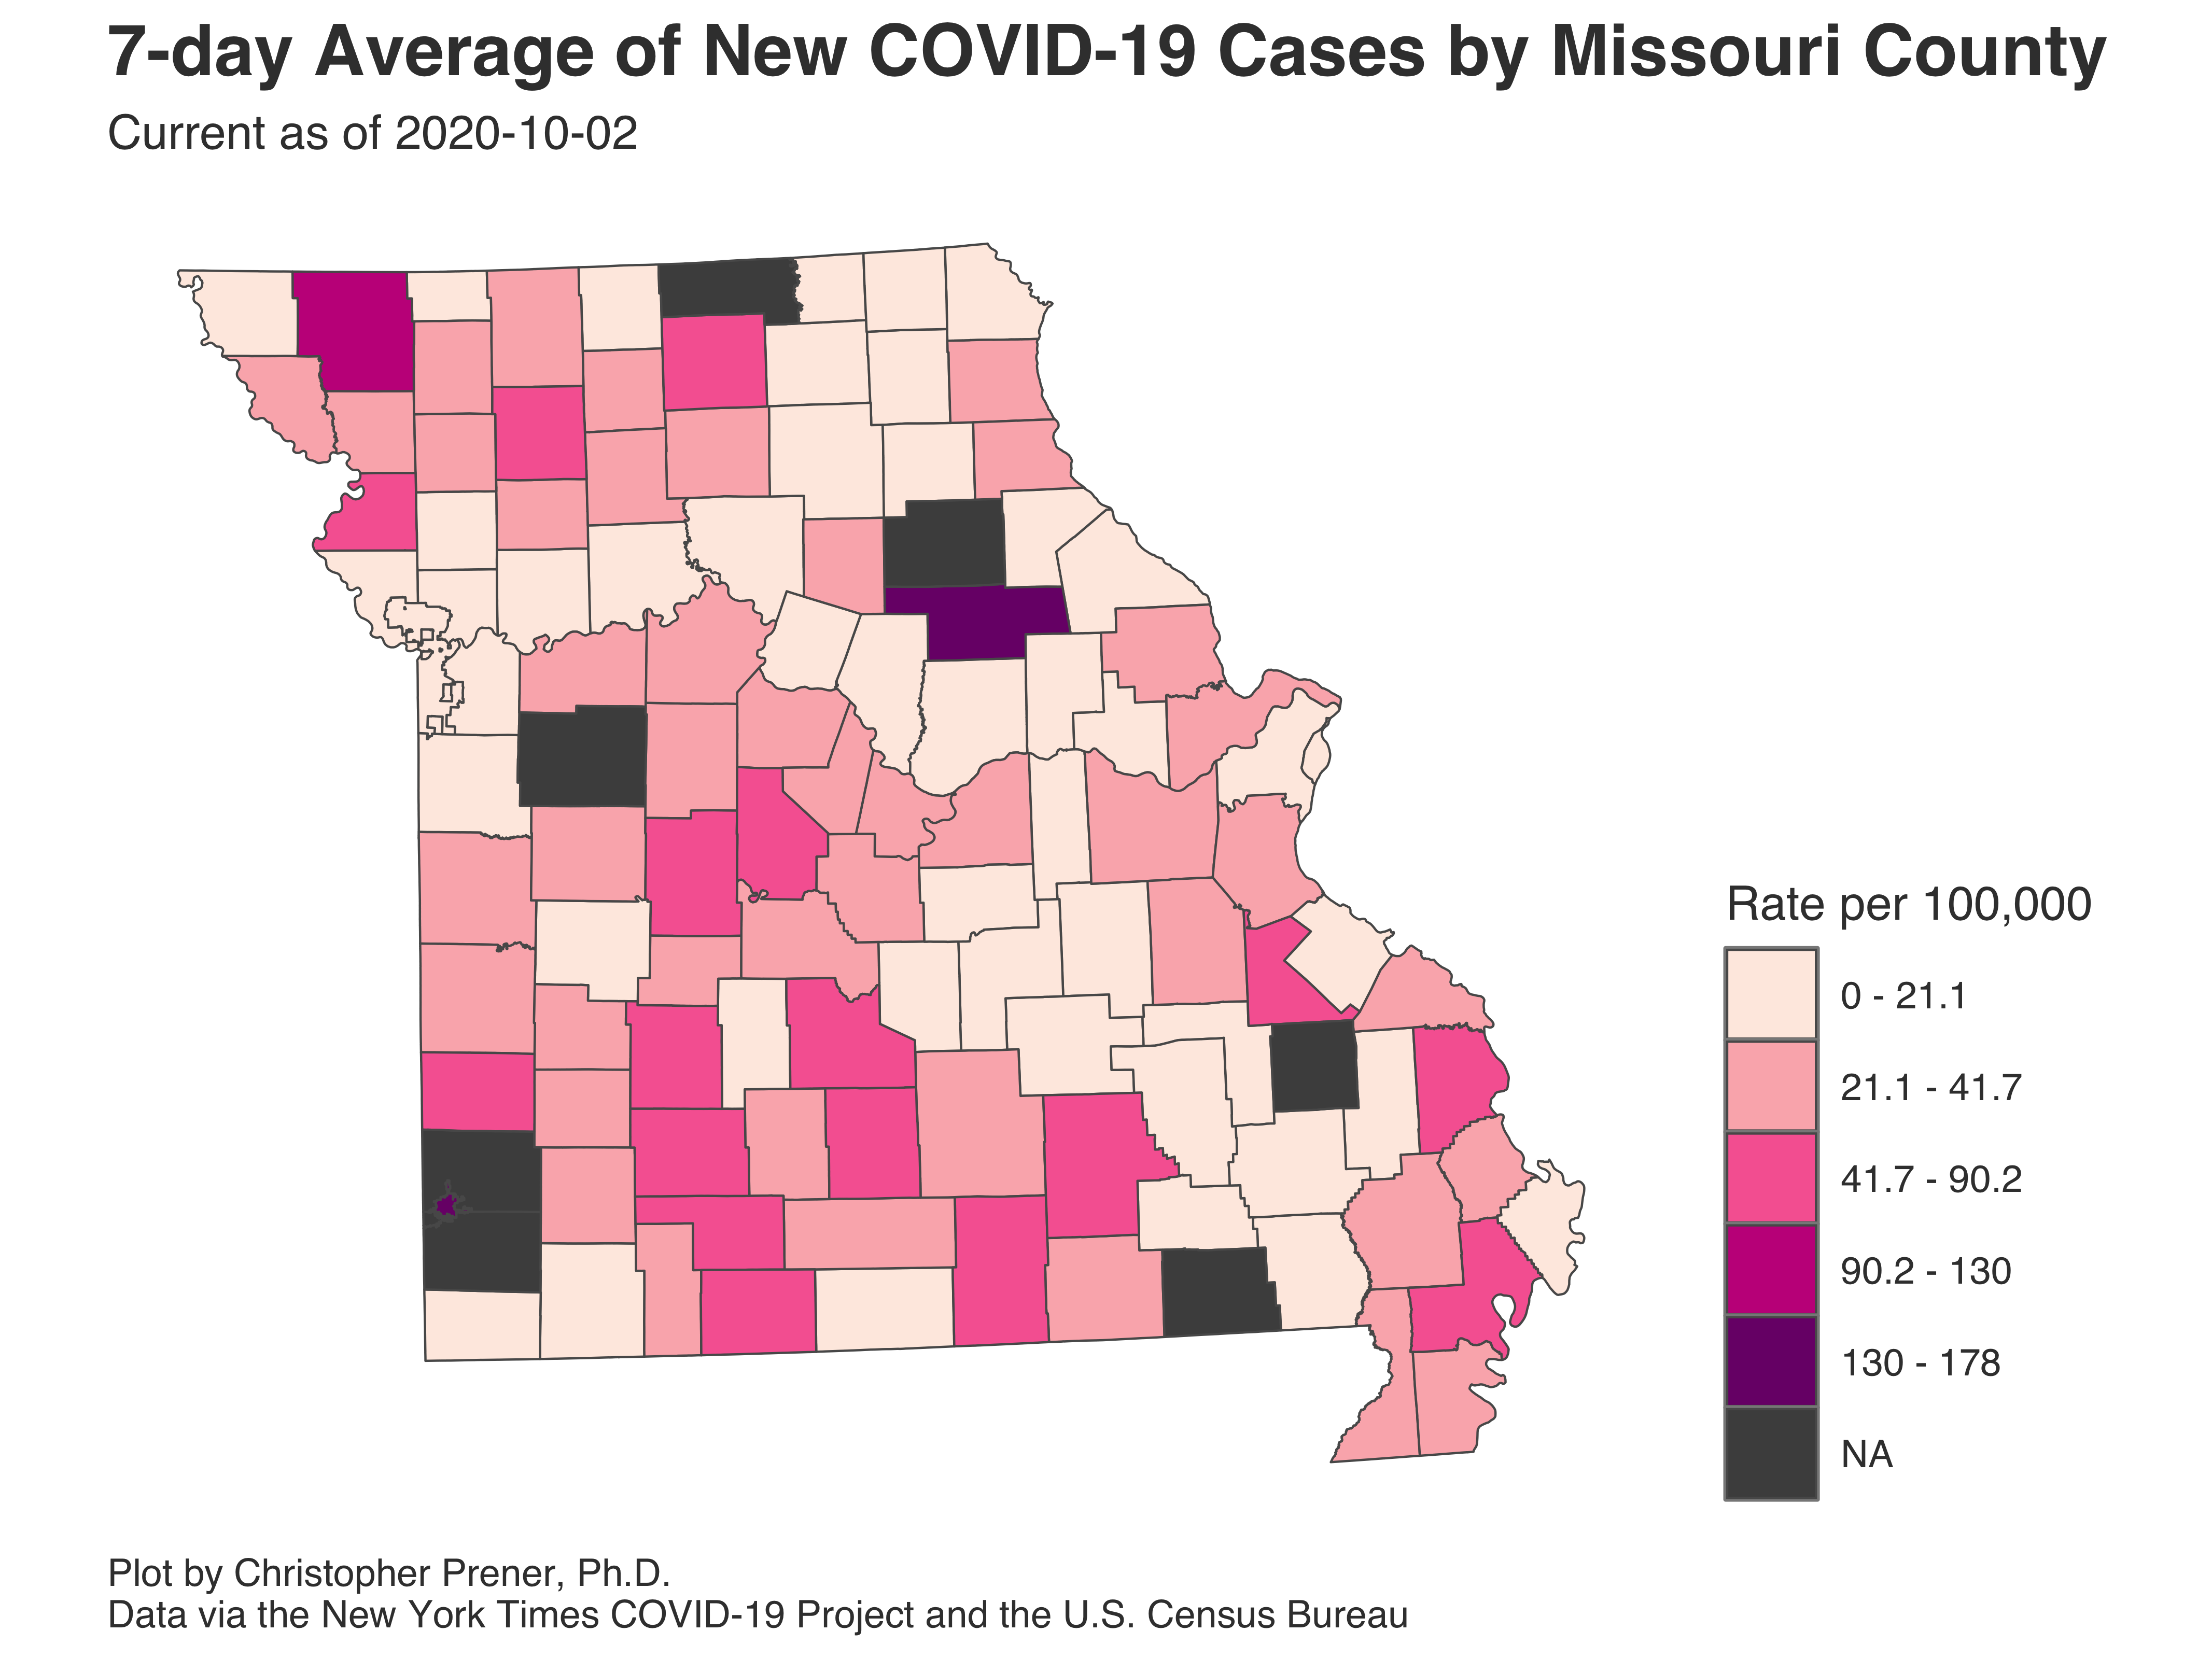 7-day Average of New COVID-19 Cases by Missouri County
Current as of 2020-10-02
Rate per 100,000
0 - 21.1
21.1 - 41.7
41.7 - 90.2
90.2 - 130
130 - 178
NA
Plot by Christopher Prener, Ph.D.
Data via the New York Times COVID-19 Project and the U.S. Census Bureau